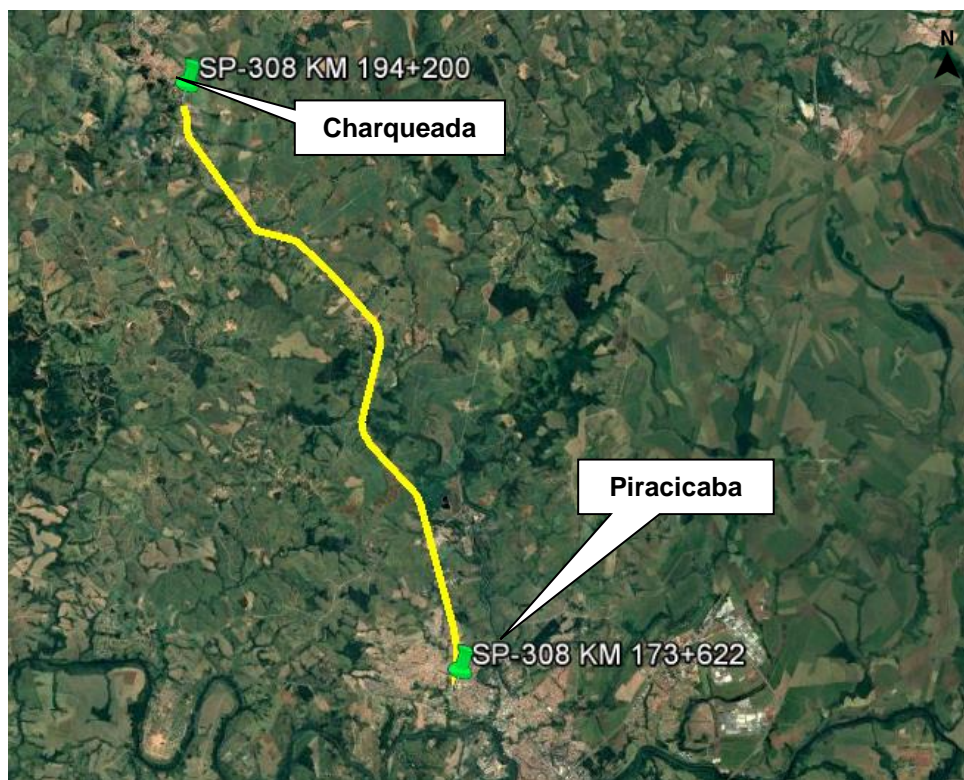 N
SP-308 KM 194+200
Charqueada
Piracicaba
SP-308 KM 173+622